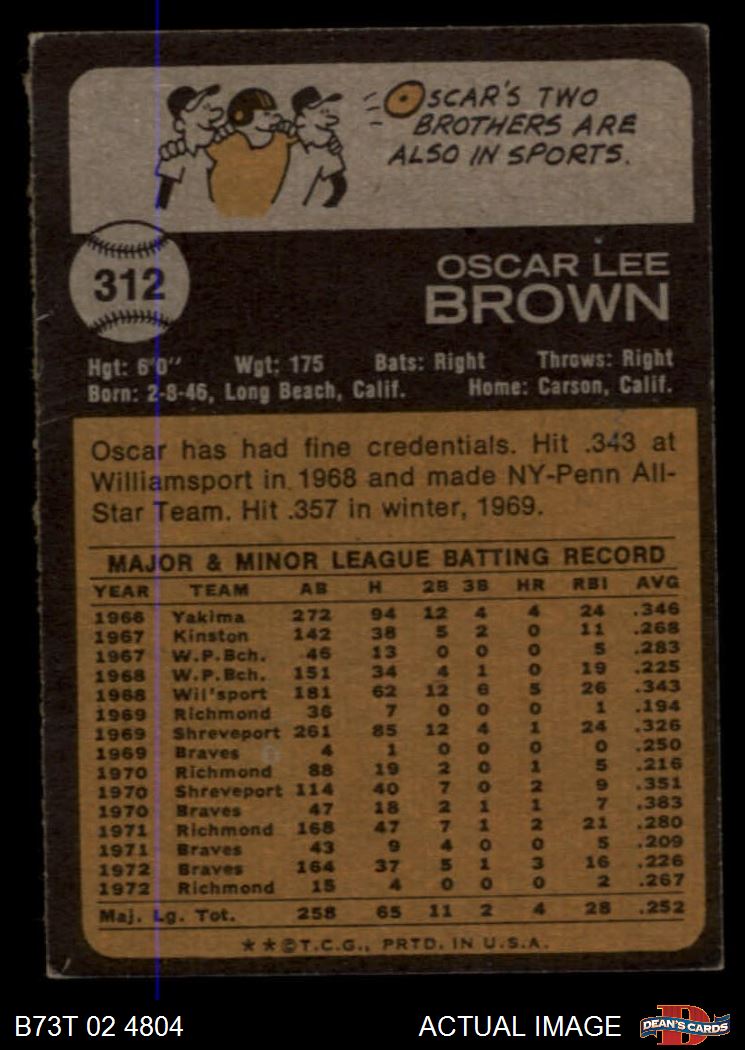 OSCAR'S TWO
BROTHERS ARE
ALSO IN SPORTS.
312
OSCAR LEE
BROWN
Hgt: 6'0" Wgt: 175 Bats: Right Throws: Right
Born: 2-8-46, Long Beach, Calif. Home: Carson, Calif.
Oscar has had fine credentials. Hit .343 at
Williamsport in 1968 and made NY-Penn All-
Star Team. Hit .357 in winter, 1969.
MAJOR & MINOR LEAGUE BATTING RECORD
YEAR TEAM AB H 2B 3B HR RBI AVG
1966 Yakima 272 94 12 4 4 24 .346
1967 Kinston 142 38 5 2 0 11 .268
1967 W.P.Bch. 46 13 0 0 0 5 .283
1968 W.P.Bch. 151 34 4 1 0 19 .225
1968 Wil'sport 181 62 12 6 5 26 .343
1969 Richmond 36 7 0 0 0 1 .194
1969 Shreveport 261 85 12 4 1 24 .326
1969 Braves 4 1 0 0 0 0 .250
1970 Richmond 88 19 2 0 1 5 .216
1970 Shreveport 114 40 7 0 2 9 .351
1970 Braves 47 18 2 1 1 7 .383
1971 Richmond 168 47 7 1 2 21 .280
1971 Braves 43 9 4 0 0 5 .209
1972 Braves 164 37 5 1 3 16 .226
1972 Richmond 15 4 0 0 0 2 .267
Maj. Lg. Tot. 258 65 11 2 4 28 .252
**©T.C.G., PRTD. IN U.S.A.
B73T 02 4804 ACTUAL IMAGE D DEAN'S CARDS